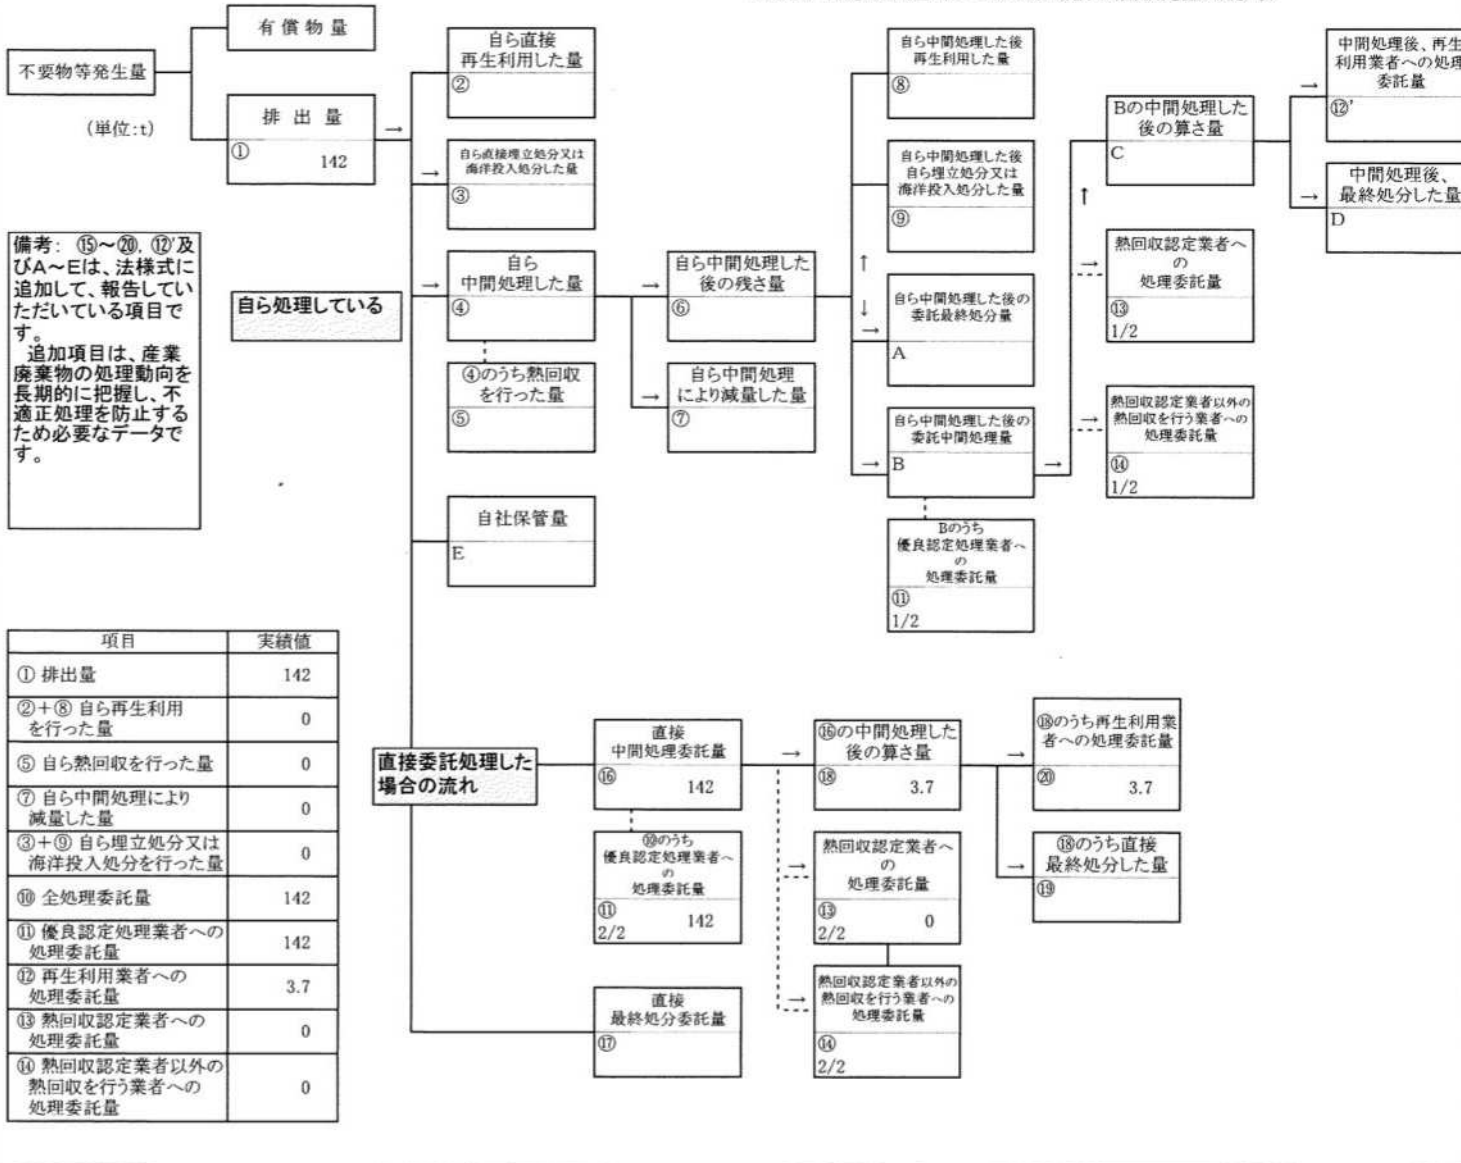 有償物量
不要物等発生量
(単位:t)
排出量
①
142
→
自ら直接
再生利用した量
②
自ら直接埋立処分又は
海洋投入処分した量
→
③
備考: ⑮～⑳, ⑫'及
びA～Eは、法様式に
追加して、報告してい
ただいている項目で
す。
追加項目は、産業
廃棄物の処理動向を
長期的に把握し、不
適正処理を防止する
ため必要なデータで
す。
自ら処理している
→
自ら
中間処理した量
④
④のうち熱回収
を行った量
⑤
→
自ら中間処理した
後の残さ量
⑥
→
自ら中間処理
により減量した量
⑦
自ら中間処理した後
再生利用した量
⑧
自ら中間処理した後
自ら埋立処分又は
海洋投入処分した量
⑨
↑
↓
→
自ら中間処理した後の
委託最終処分量
A
自ら中間処理した後の
委託中間処理量
→
B
→
Bのうち
優良認定処理業者へ
の
処理委託量
⑪
1/2
↑
Bの中間処理した
後の算さ量
C
→
熱回収認定業者へ
の
処理委託量
⑬
1/2
→
熱回収認定業者以外の
熱回収を行う業者への
処理委託量
⑭
1/2
→
中間処理後、再生
利用業者への処理
委託量
⑫'
→
中間処理後、
最終処分した量
D
自社保管量
E
項目 実績値
① 排出量 142
②+⑧ 自ら再生利用
を行った量 0
⑤ 自ら熱回収を行った量 0
⑦ 自ら中間処理により
減量した量 0
③+⑨ 自ら埋立処分又は
海洋投入処分を行った量 0
⑩ 全処理委託量 142
⑪ 優良認定処理業者への
処理委託量 142
⑫ 再生利用業者への
処理委託量 3.7
⑬ 熱回収認定業者への
処理委託量 0
⑭ 熱回収認定業者以外の
熱回収を行う業者への
処理委託量 0
直接委託処理した
場合の流れ
直接
中間処理委託量
⑯ 142
⑩のうち
優良認定処理業者へ
の
処理委託量
⑪ 142
2/2
直接
最終処分委託量
⑰
→
⑯の中間処理した
後の算さ量
⑱ 3.7
→
熱回収認定業者へ
の
処理委託量
⑬ 0
2/2
→
熱回収認定業者以外の
熱回収を行う業者への
処理委託量
⑭
2/2
→
⑱のうち再生利用業
者への処理委託量
⑳ 3.7
→
⑱のうち直接
最終処分した量
⑲